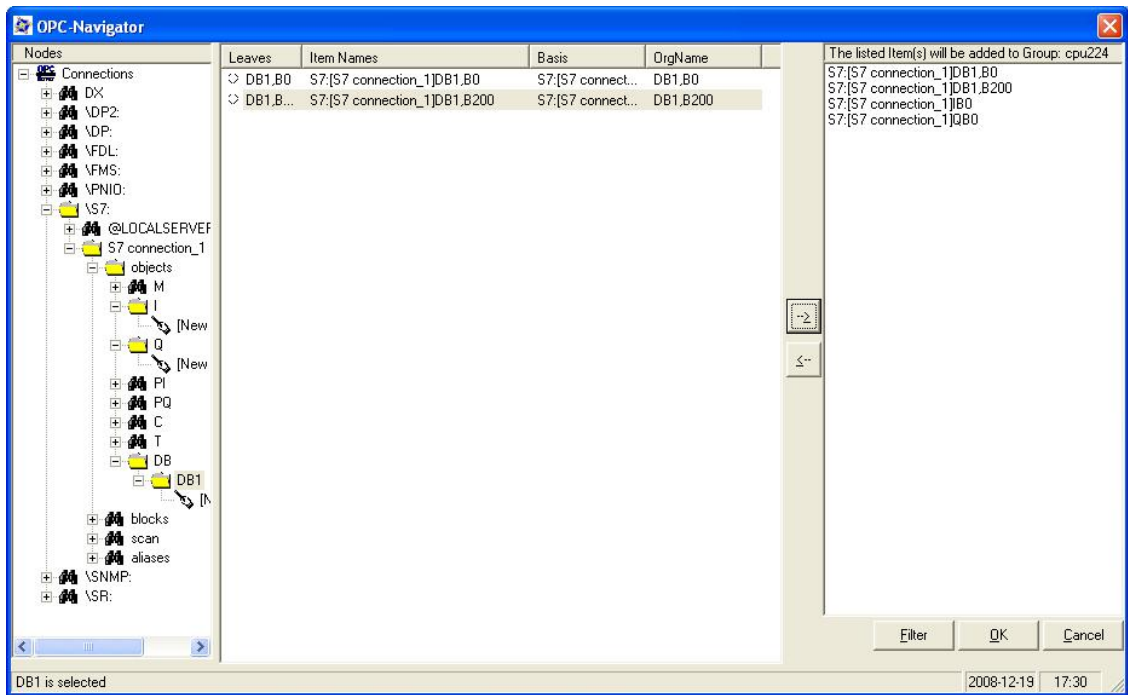 OPC-Navigator
Nodes
Connections
DX
\DP2:
\DP:
\FDL:
\FMS:
\PNIO:
\S7:
@LOCALSERVER
S7 connection_1
objects
M
I
[New
Q
[New
PI
PQ
C
T
DB
DB1
blocks
scan
aliases
\SNMP:
\SR:
Leaves Item Names Basis OrgName
DB1,B0 S7:[S7 connection_1]DB1,B0 S7:[S7 connect... DB1,B0
DB1,B... S7:[S7 connection_1]DB1,B200 S7:[S7 connect... DB1,B200
-->
<--
The listed Item(s) will be added to Group: cpu224
S7:[S7 connection_1]DB1,B0
S7:[S7 connection_1]DB1,B200
S7:[S7 connection_1]IB0
S7:[S7 connection_1]QB0
Filter OK Cancel
DB1 is selected 2008-12-19 17:30